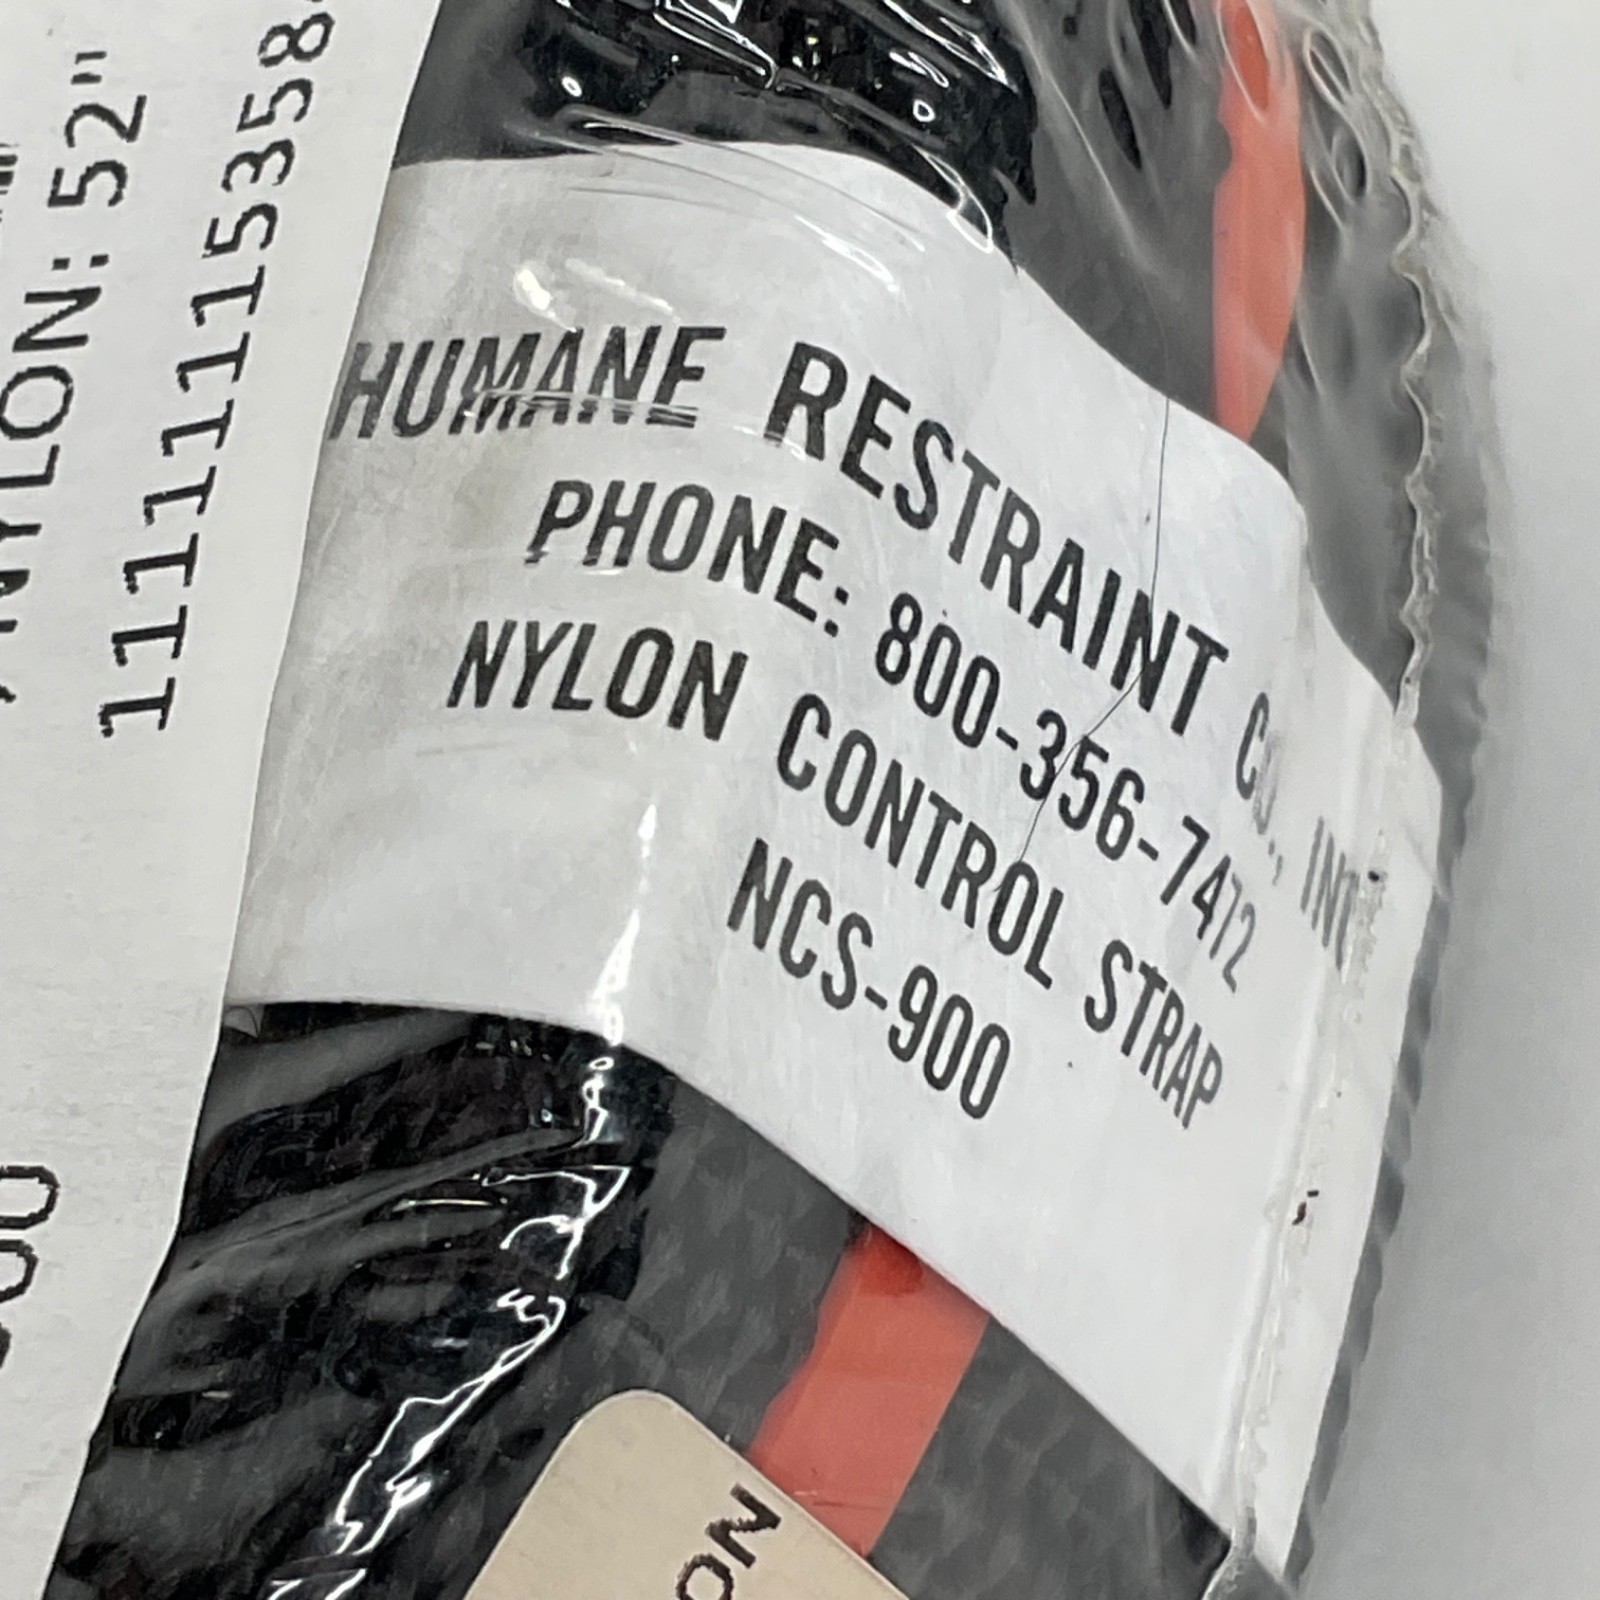 NYLON: 52"
HUMANE RESTRAINT CO., INC
PHONE: 800-356-7472
NYLON CONTROL STRAP
NCS-900